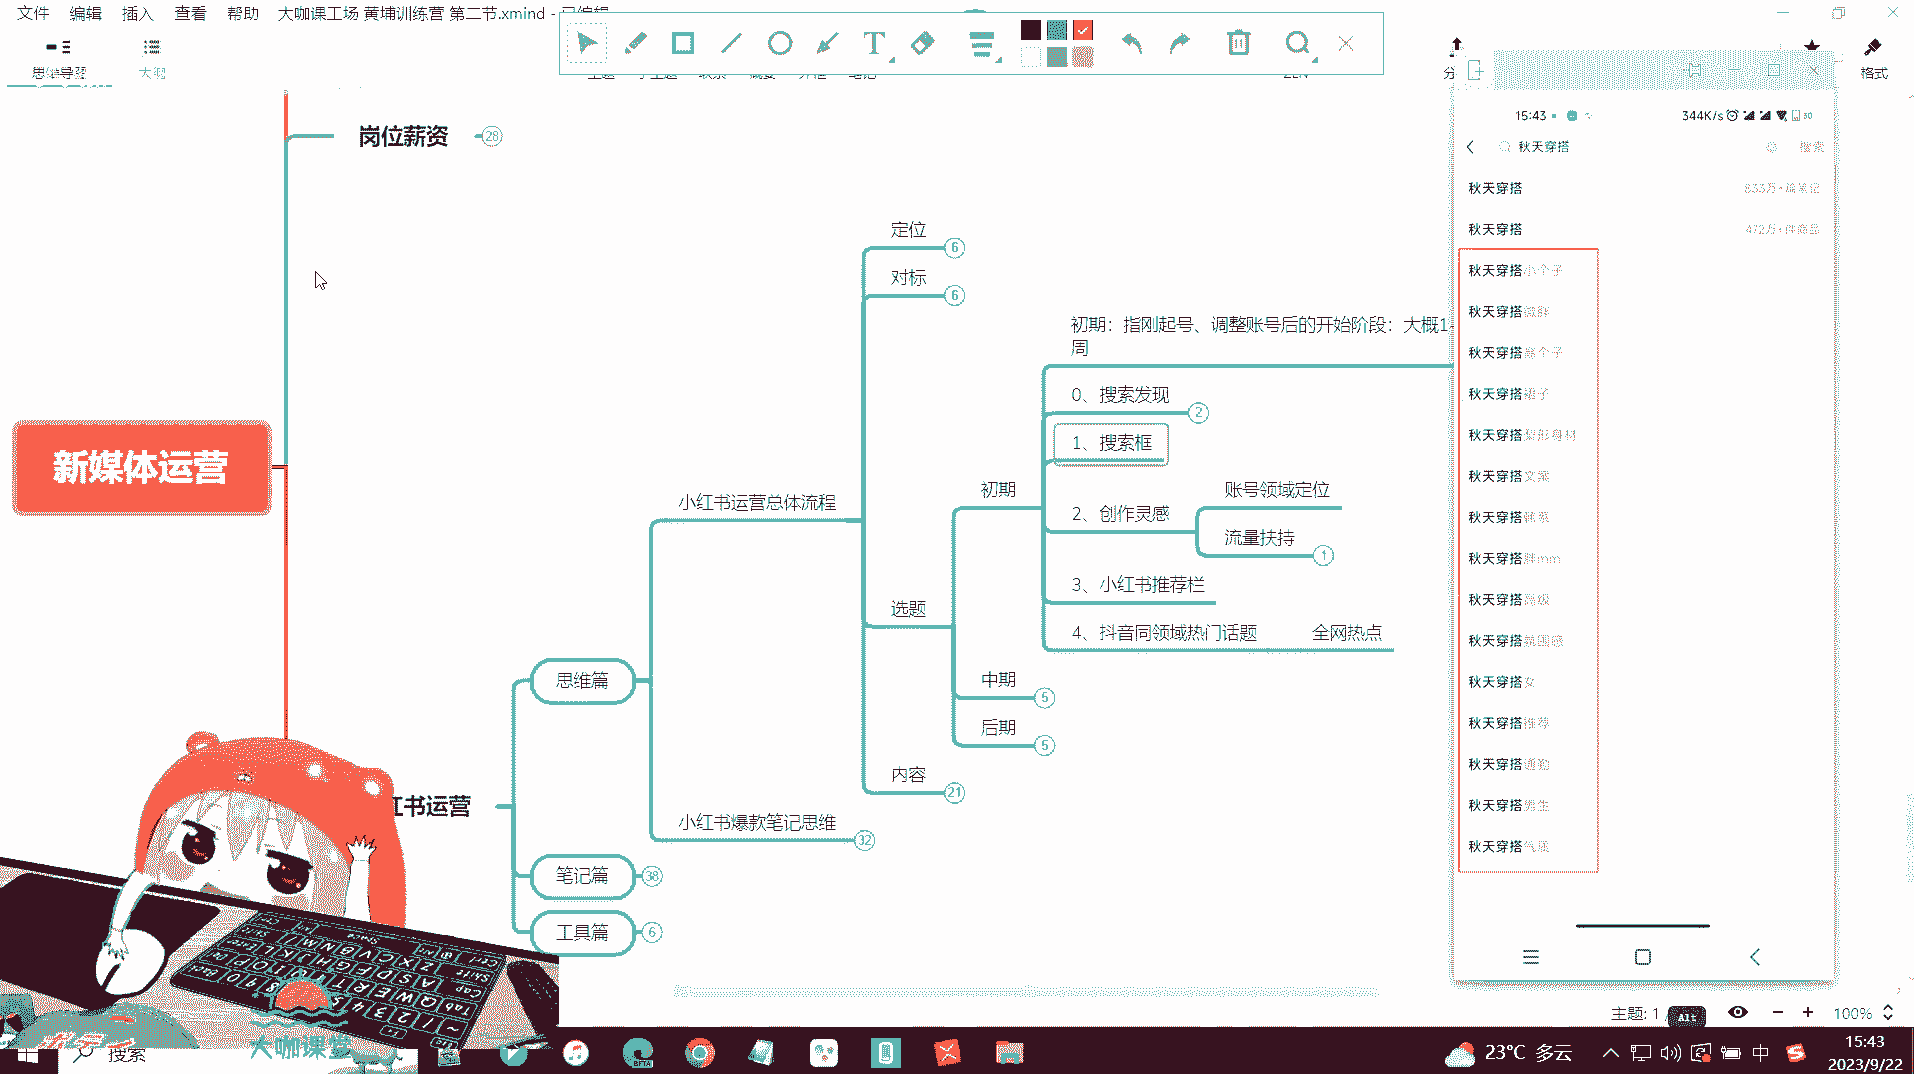 文件 编辑 插入 查看 帮助 大咖课工场 黄埔训练营 第二节.xmind - 已编辑
思维导图 大纲
格式
岗位薪资 28
新媒体运营
红书运营
思维篇
笔记篇 38
工具篇 6
小红书运营总体流程
小红书爆款笔记思维 32
定位 6
对标 6
选题
内容 21
初期
中期 5
后期 5
初期：指刚起号、调整账号后的开始阶段：大概1-
周
0、搜索发现 2
1、搜索框
2、创作灵感
账号领域定位
流量扶持 1
3、小红书推荐栏
4、抖音同领域热门话题 全网热点
15:43 344K/s
秋天穿搭 搜索
秋天穿搭 833万+篇笔记
秋天穿搭 472万+件商品
秋天穿搭小个子
秋天穿搭微胖
秋天穿搭高个子
秋天穿搭裙子
秋天穿搭梨形身材
秋天穿搭文案
秋天穿搭韩系
秋天穿搭胖mm
秋天穿搭高级
秋天穿搭氛围感
秋天穿搭女
秋天穿搭推荐
秋天穿搭通勤
秋天穿搭男生
秋天穿搭气质
主题: 1 Alt 100%
大咖课堂
搜索
23°C 多云 中 15:43
2023/9/22